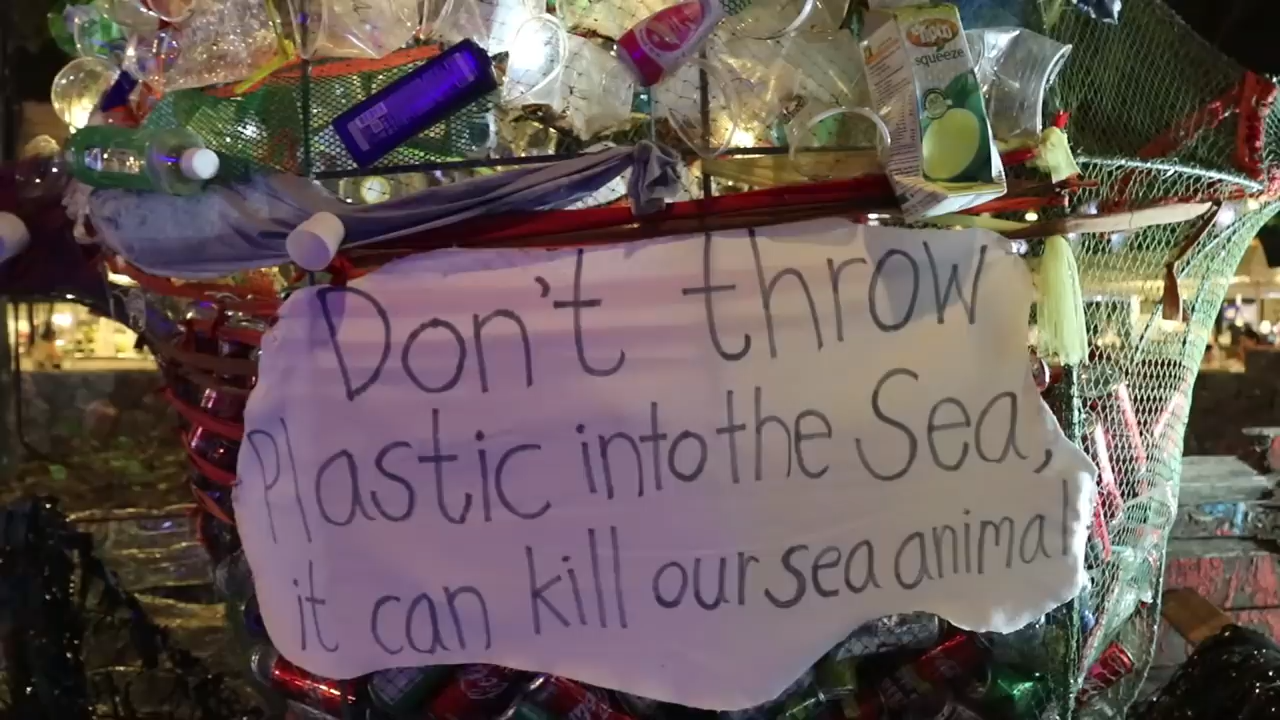 squeeze
Don't throw
Plastic into the Sea,
it can kill our sea animal